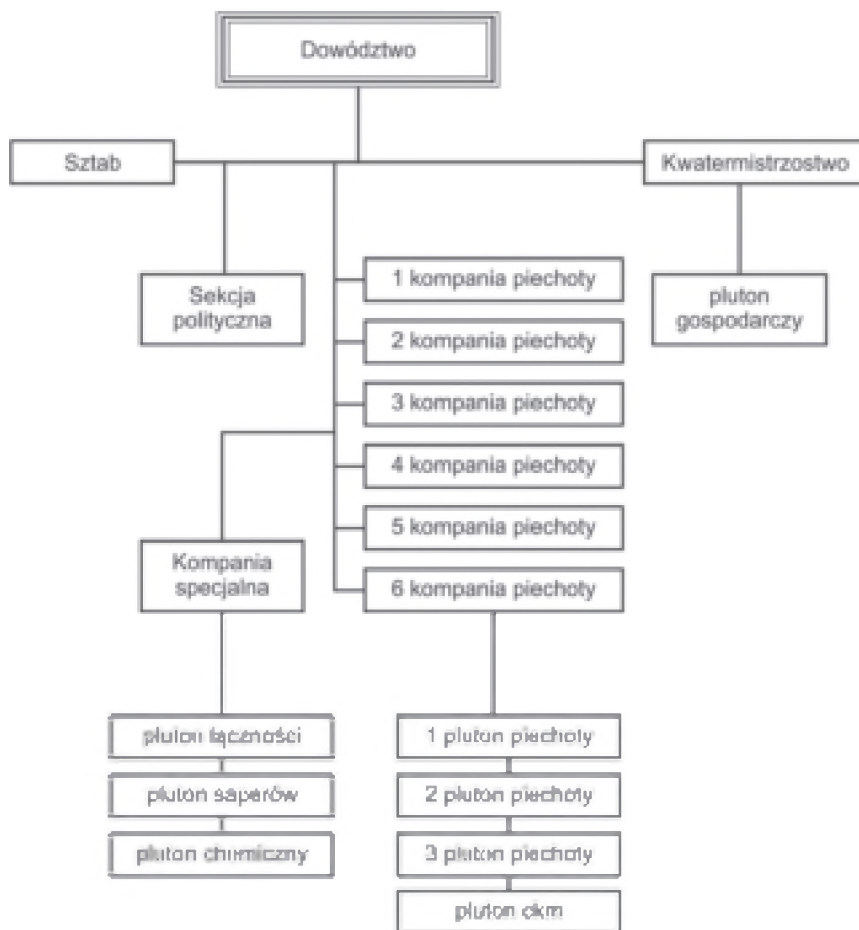 Dowództwo
Sztab
Kwatermistrzostwo
Sekcja
polityczna
1 kompania piechoty
2 kompania piechoty
3 kompania piechoty
4 kompania piechoty
5 kompania piechoty
6 kompania piechoty
pluton
gospodarczy
Kompania
specjalna
pluton łączności
pluton saperów
pluton chemiczny
1 pluton piechoty
2 pluton piechoty
3 pluton piechoty
pluton ckm